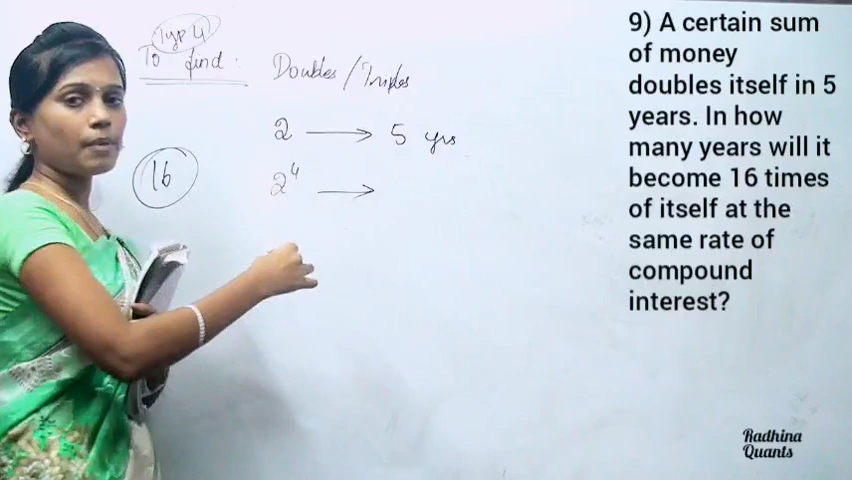 Typ 4
To find :
Doubles / Triples
2 → 5 yrs
16
2⁴ →
9) A certain sum
of money
doubles itself in 5
years. In how
many years will it
become 16 times
of itself at the
same rate of
compound
interest?
Radhina
Quants